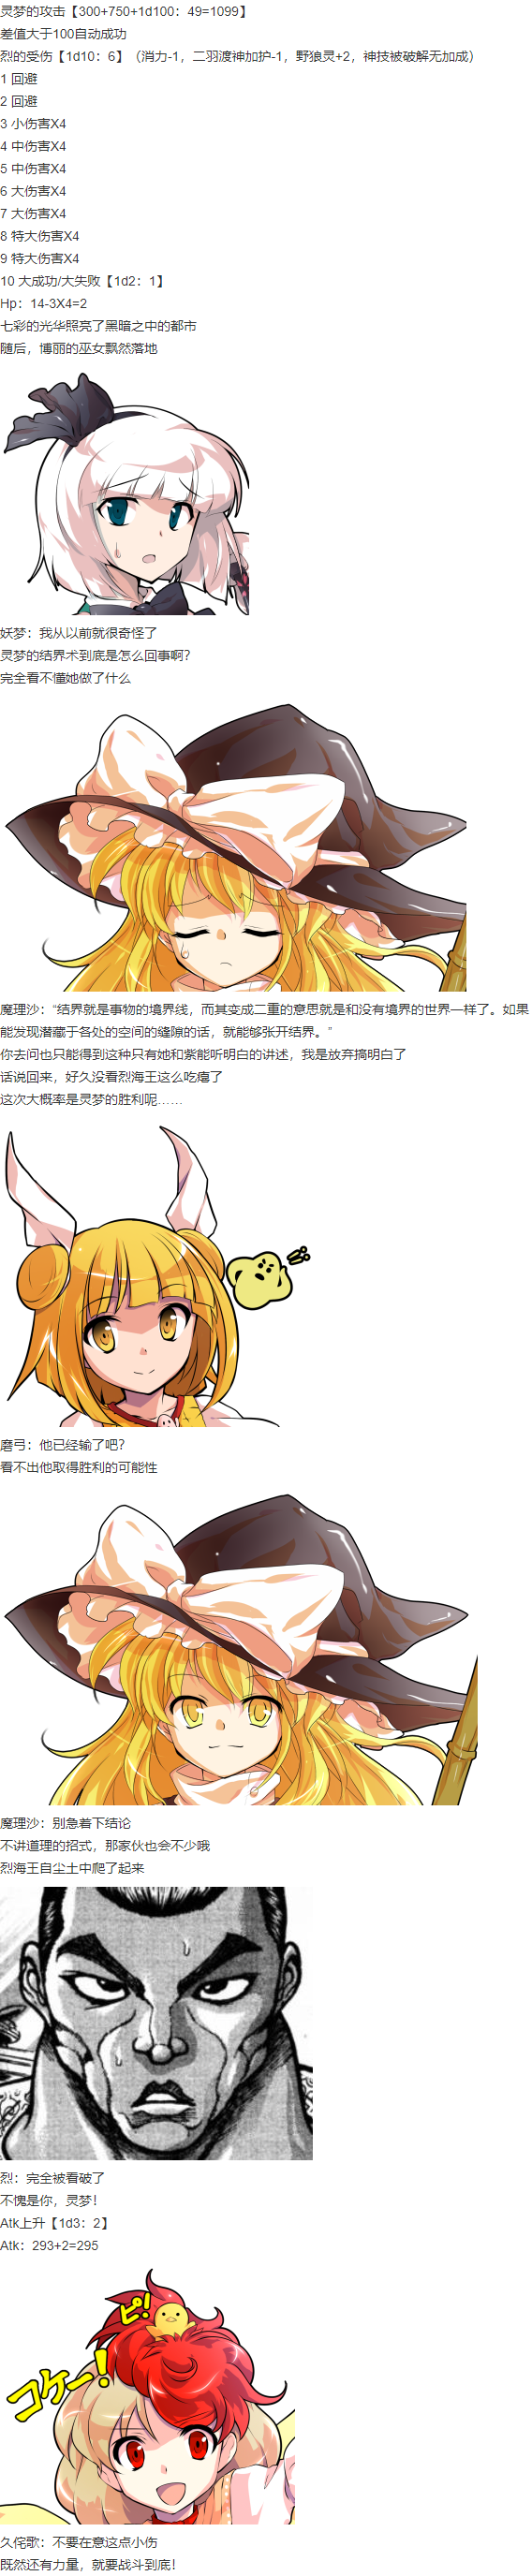 灵梦的攻击【300+750+1d100：49=1099】
差值大于100自动成功
烈的受伤【1d10：6】（消力-1，二羽渡神加护-1，野狼灵+2，神技被破解无加成）
1 回避
2 回避
3 小伤害X4
4 中伤害X4
5 中伤害X4
6 大伤害X4
7 大伤害X4
8 特大伤害X4
9 特大伤害X4
10 大成功/大失败【1d2：1】
Hp：14-3X4=2
七彩的光华照亮了黑暗之中的都市
随后，博丽的巫女飘然落地
妖梦：我从以前就很奇怪了
灵梦的结界术到底是怎么回事啊？
完全看不懂她做了什么
魔理沙：“结界就是事物的境界线，而其变成二重的意思就是和没有境界的世界一样了。如果
能发现潜藏于各处的空间的缝隙的话，就能够张开结界。”
你去问也只能得到这种只有她和紫能听明白的讲述，我是放弃搞明白了
话说回来，好久没看烈海王这么吃瘪了
这次大概率是灵梦的胜利呢……
磨弓：他已经输了吧？
看不出他取得胜利的可能性
魔理沙：别急着下结论
不讲道理的招式，那家伙也会不少哦
烈海王自尘土中爬了起来
烈：完全被看破了
不愧是你，灵梦！
Atk上升【1d3：2】
Atk：293+2=295
ピ!
コケー!
久侘歌：不要在意这点小伤
既然还有力量，就要战斗到底！